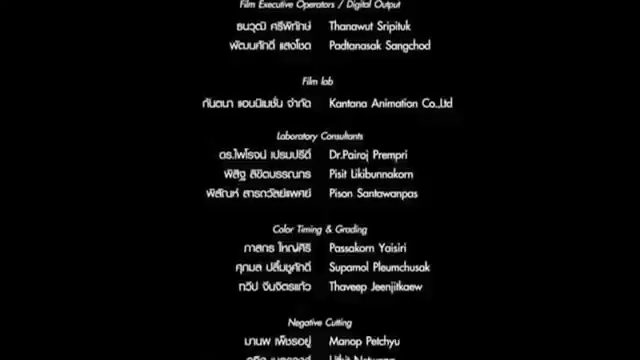 Film Executive Operators / Digital Output
ธนวุฒิ ศรีพิทักษ์ Thanawut Sripituk
พัฒนศักดิ์ แสงโชด Padtanasak Sangchod
Film lab
กันตนา แอนนิเมชั่น จำกัด Kantana Animation Co.,Ltd
Laboratory Consultants
ดร.ไพโรจน์ เปรมปรีดิ์ Dr.Pairoj Prempri
พิสิฐ ลิขิตบรรณกร Pisit Likibunnakorn
พิสัณห์ สารถวัลย์แพศย์ Pison Santawanpas
Color Timing & Grading
ภาสกร ใหญ่ศิริ Passakorn Yaisiri
ศุภมล ปลื้มชูศักดิ์ Supamol Pleumchusak
ทวีป จีนจิตรแก้ว Thaveep Jeenjitkaew
Negative Cutting
มานพ เพ็ชรอยู่ Manop Petchyu